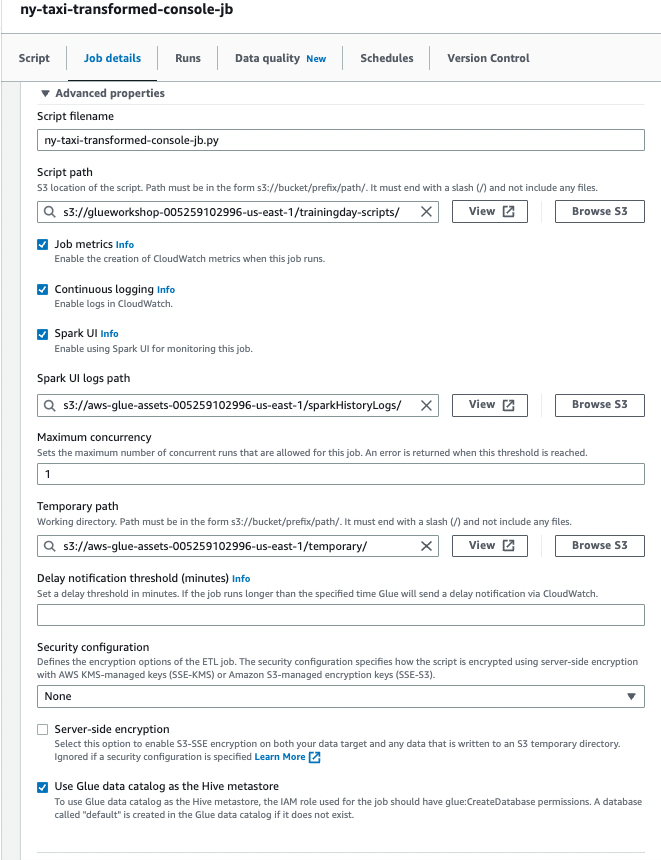 ny-taxi-transformed-console-jb
Script
Job details
Runs
Data quality New
Schedules
Version Control
Advanced properties
Script filename
ny-taxi-transformed-console-jb.py
Script path
S3 location of the script. Path must be in the form s3://bucket/prefix/path/. It must end with a slash (/) and not include any files.
s3://glueworkshop-005259102996-us-east-1/trainingday-scripts/
View
Browse S3
Job metrics Info
Enable the creation of CloudWatch metrics when this job runs.
Continuous logging Info
Enable logs in CloudWatch.
Spark UI Info
Enable using Spark UI for monitoring this job.
Spark UI logs path
s3://aws-glue-assets-005259102996-us-east-1/sparkHistoryLogs/
View
Browse S3
Maximum concurrency
Sets the maximum number of concurrent runs that are allowed for this job. An error is returned when this threshold is reached.
1
Temporary path
Working directory. Path must be in the form s3://bucket/prefix/path/. It must end with a slash (/) and not include any files.
s3://aws-glue-assets-005259102996-us-east-1/temporary/
View
Browse S3
Delay notification threshold (minutes) Info
Set a delay threshold in minutes. If the job runs longer than the specified time Glue will send a delay notification via CloudWatch.
Security configuration
Defines the encryption options of the ETL job. The security configuration specifies how the script is encrypted using server-side encryption
with AWS KMS-managed keys (SSE-KMS) or Amazon S3-managed encryption keys (SSE-S3).
None
Server-side encryption
Select this option to enable S3-SSE encryption on both your data target and any data that is written to an S3 temporary directory.
Ignored if a security configuration is specified Learn More
Use Glue data catalog as the Hive metastore
To use Glue data catalog as the Hive metastore, the IAM role used for the job should have glue:CreateDatabase permissions. A database
called "default" is created in the Glue data catalog if it does not exist.